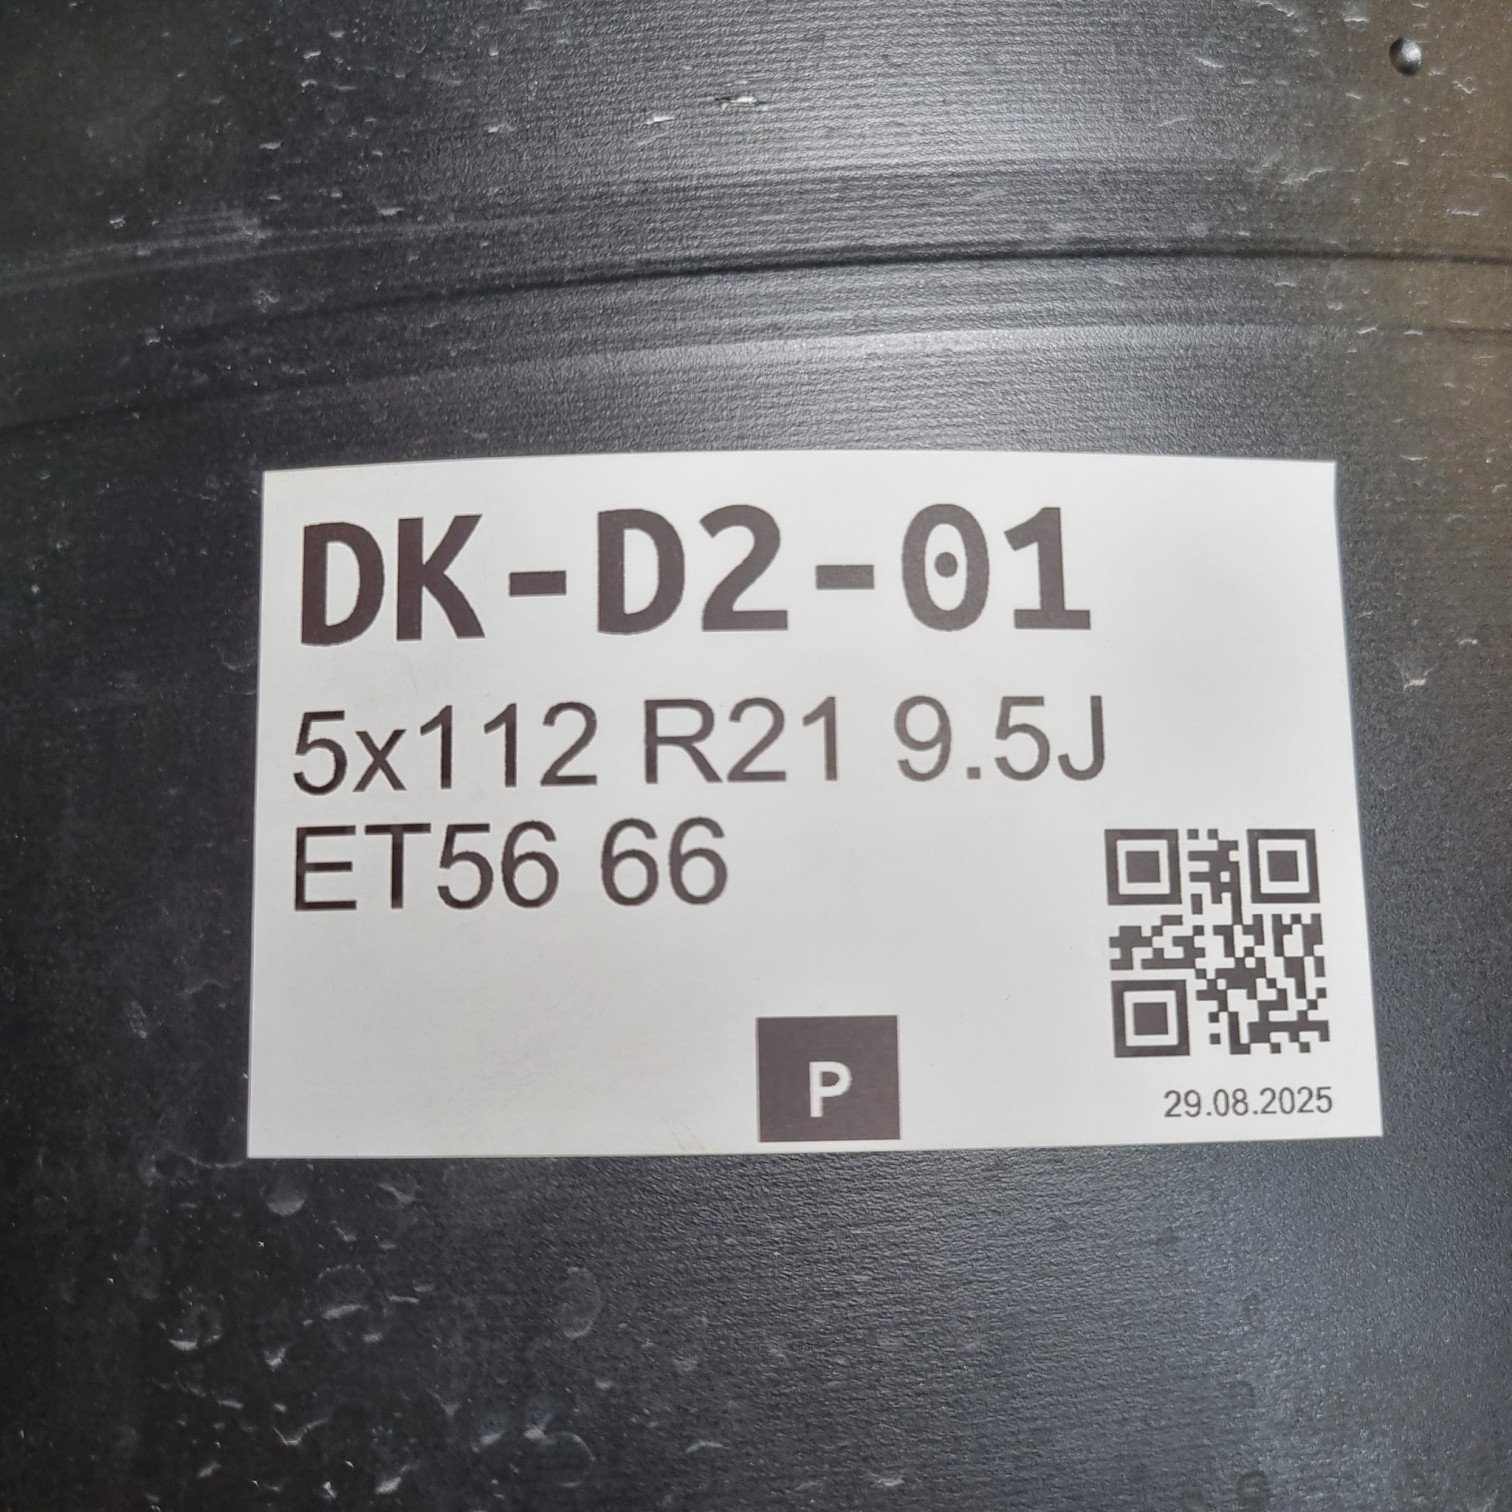 DK-D2-01
5x112 R21 9.5J
ET56 66
P
29.08.2025